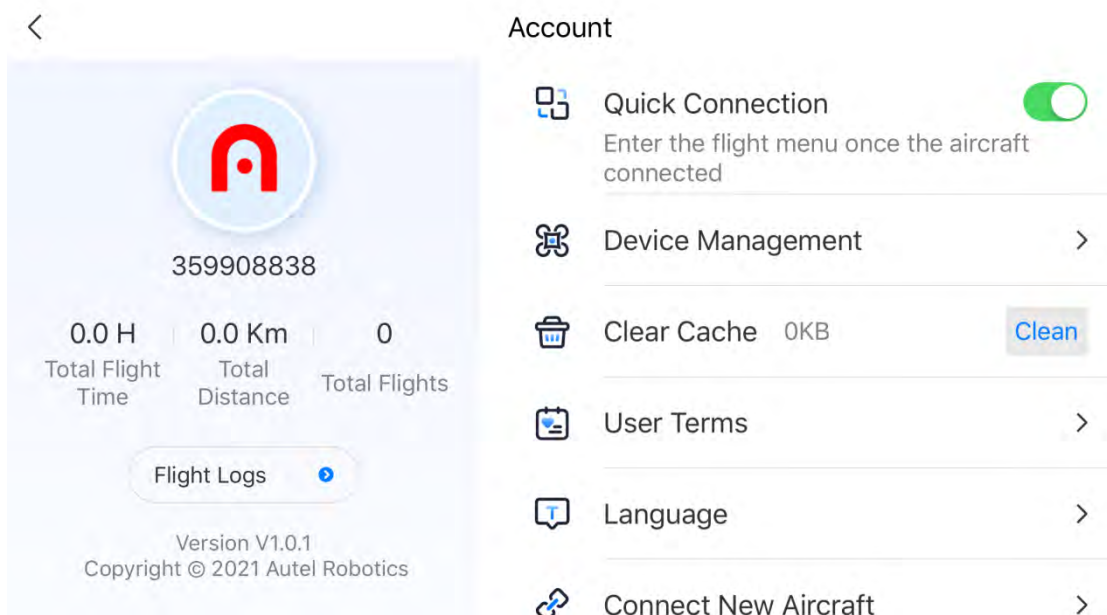 359908838
0.0 H
0.0 Km
0
Total Flight
Time
Total
Distance
Total Flights
Flight Logs
Version V1.0.1
Copyright © 2021 Autel Robotics
Account
Quick Connection
Enter the flight menu once the aircraft
connected
Device Management
Clear Cache 0KB Clean
User Terms
T
Language
Connect New Aircraft